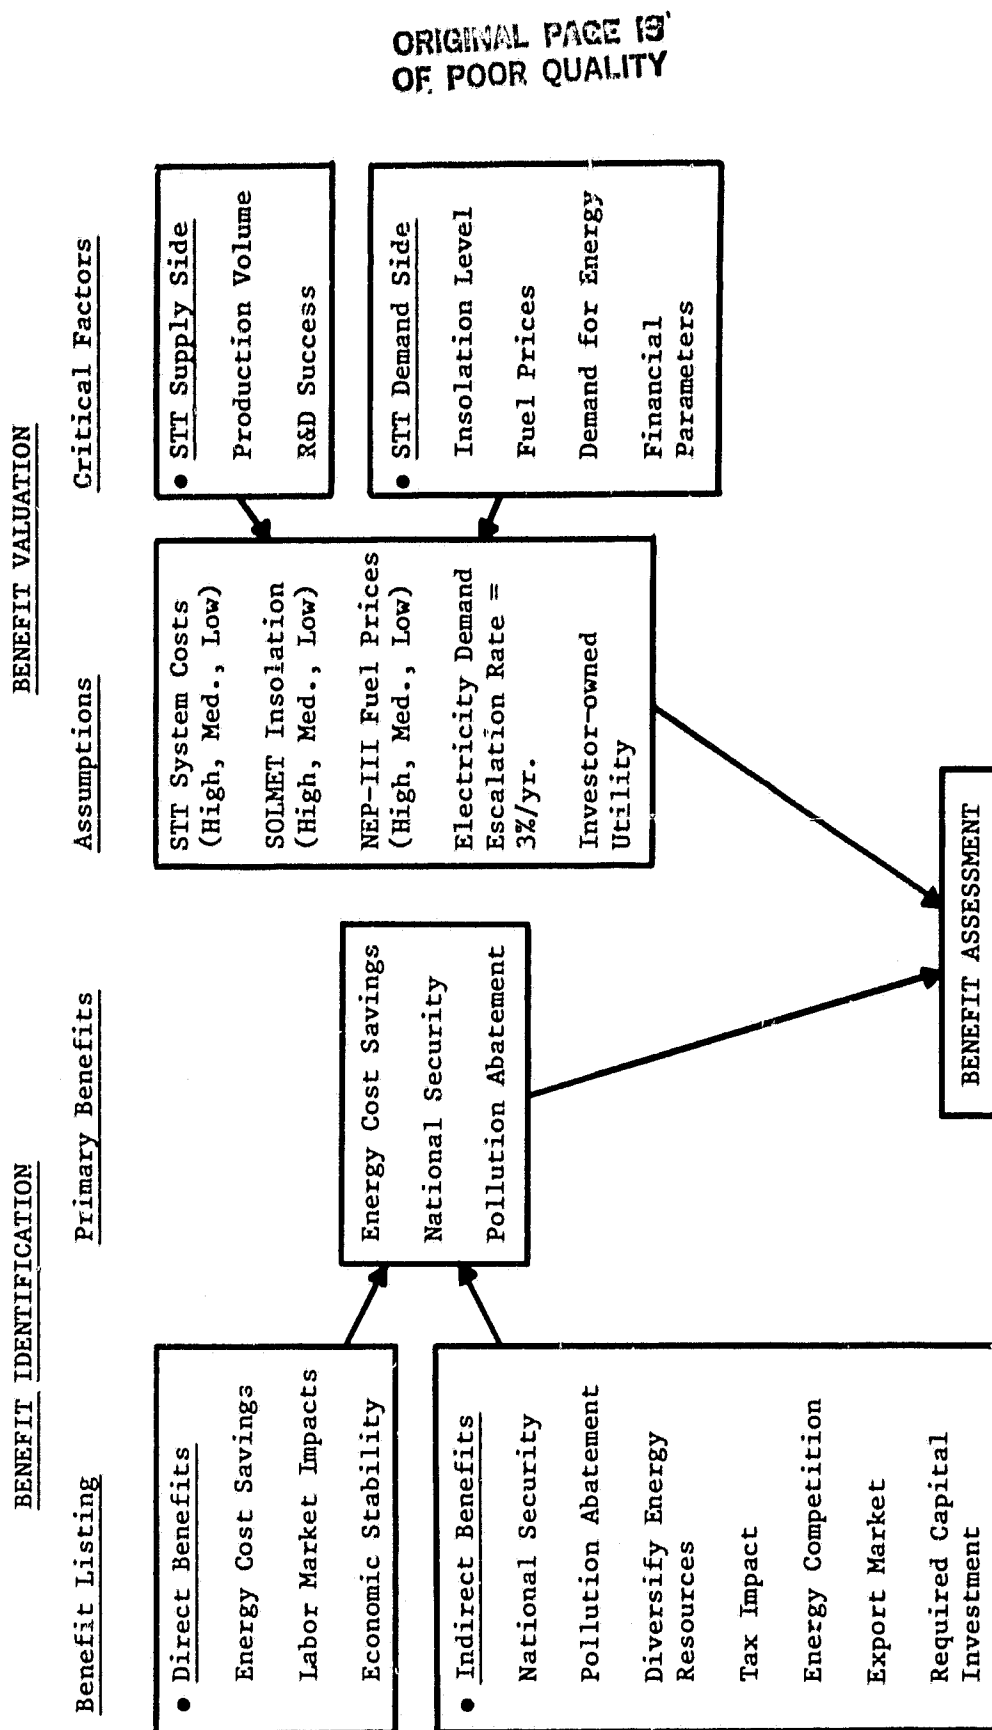 ORIGINAL PAGE IS
OF POOR QUALITY
BENEFIT IDENTIFICATION
BENEFIT VALUATION
Benefit Listing
Primary Benefits
Assumptions
Critical Factors
● Direct Benefits
Energy Cost Savings
Labor Market Impacts
Economic Stability
● Indirect Benefits
National Security
Pollution Abatement
Diversify Energy
Resources
Tax Impact
Energy Competition
Export Market
Required Capital
Investment
Energy Cost Savings
National Security
Pollution Abatement
STT System Costs
(High, Med., Low)
SOLMET Insolation
(High, Med., Low)
NEP-III Fuel Prices
(High, Med., Low)
Electricity Demand
Escalation Rate =
3%/yr.
Investor-owned
Utility
● STT Supply Side
Production Volume
R&D Success
● STT Demand Side
Insolation Level
Fuel Prices
Demand for Energy
Financial
Parameters
BENEFIT ASSESSMENT